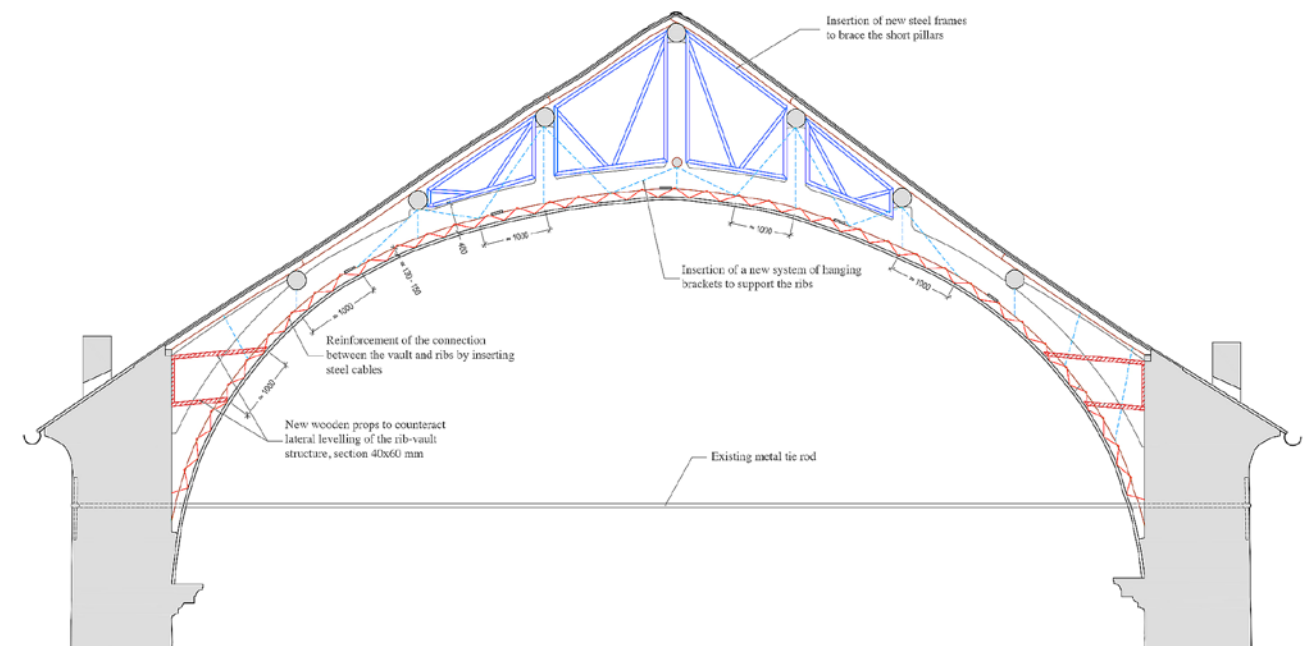 Insertion of new steel frames
to brace the short pillars
≈ 1000
400
≈ 130 - 150
≈ 1000
≈ 1000
≈ 1000
Insertion of a new system of hanging
brackets to support the ribs
Reinforcement of the connection
between the vault and ribs by inserting
steel cables
≈ 1000
New wooden props to counteract
lateral levelling of the rib-vault
structure, section 40x60 mm
Existing metal tie rod